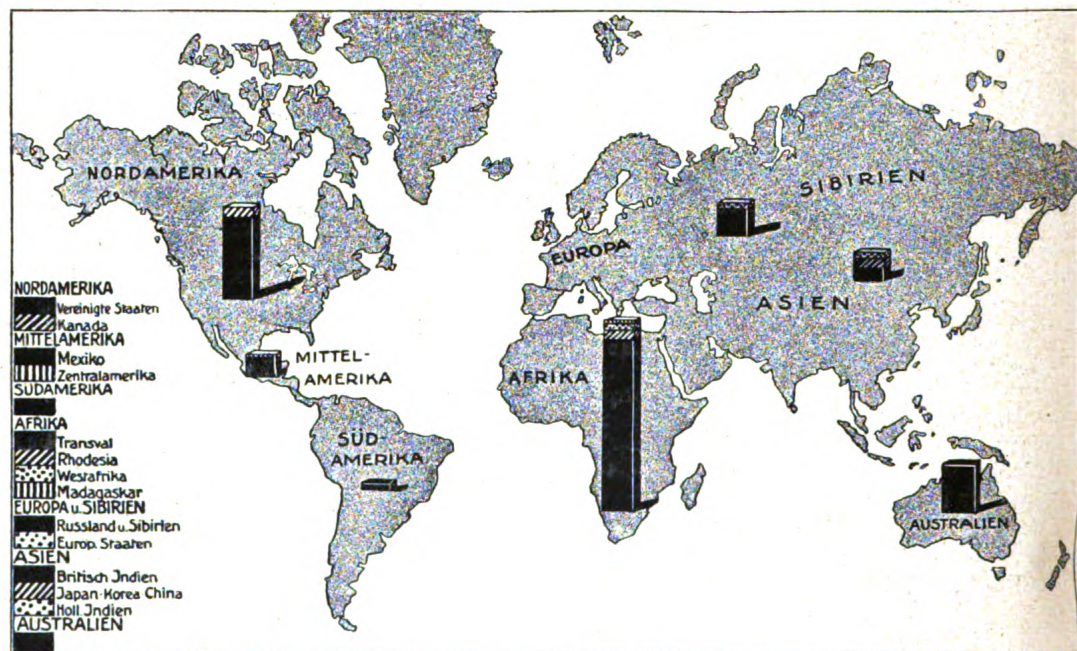 NORDAMERIKA
SIBIRIEN
EUROPA
ASIEN
MITTEL-
AMERIKA
AFRIKA
SÜD-
AMERIKA
AUSTRALIEN
NORDAMERIKA
Vereinigte Staaten
Kanada
MITTELAMERIKA
Mexiko
Zentralamerika
SÜDAMERIKA
AFRIKA
Transval
Rhodesia
Westafrika
Madagaskar
EUROPA u. SIBIRIEN
Russland u. Sibirien
Europ. Staaten
ASIEN
Britisch Jndien
Japan-Korea China
Holl. Jndien
AUSTRALIEN